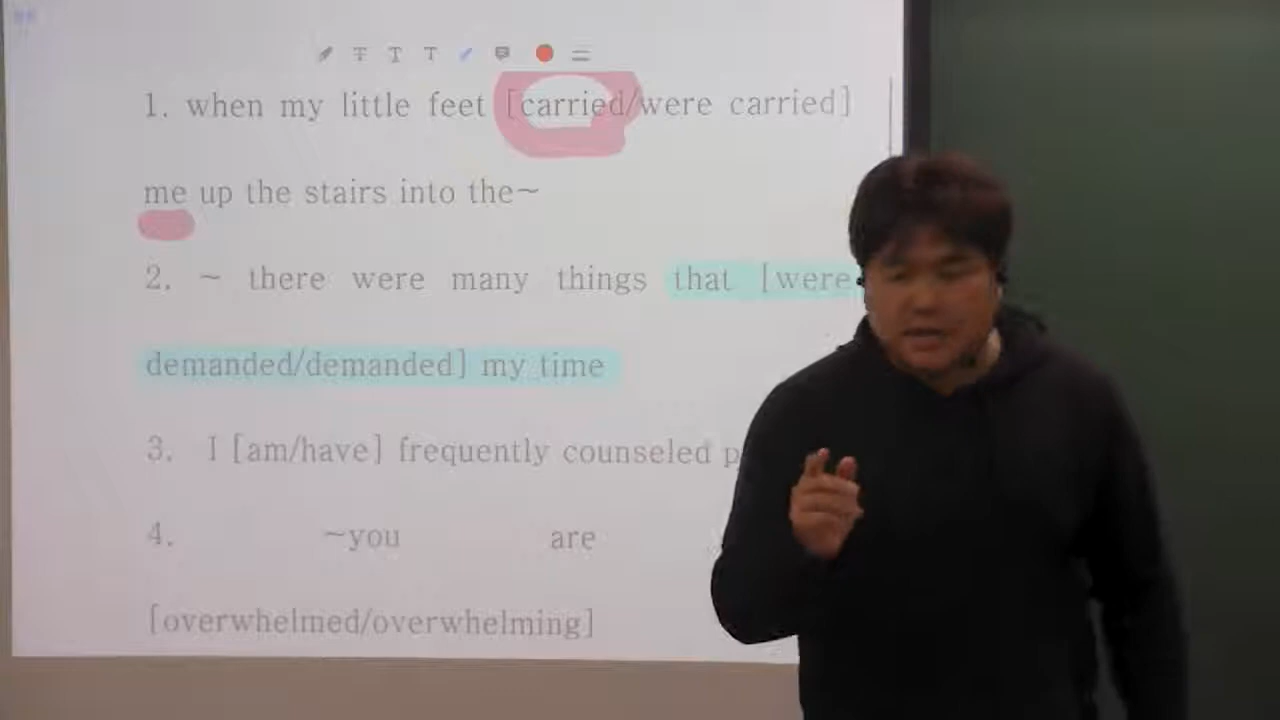 1. when my little feet [carried/were carried]
me up the stairs into the~
2. ~ there were many things that [were
demanded/demanded] my time
3. I [am/have] frequently counseled
4. ~you are
[overwhelmed/overwhelming]